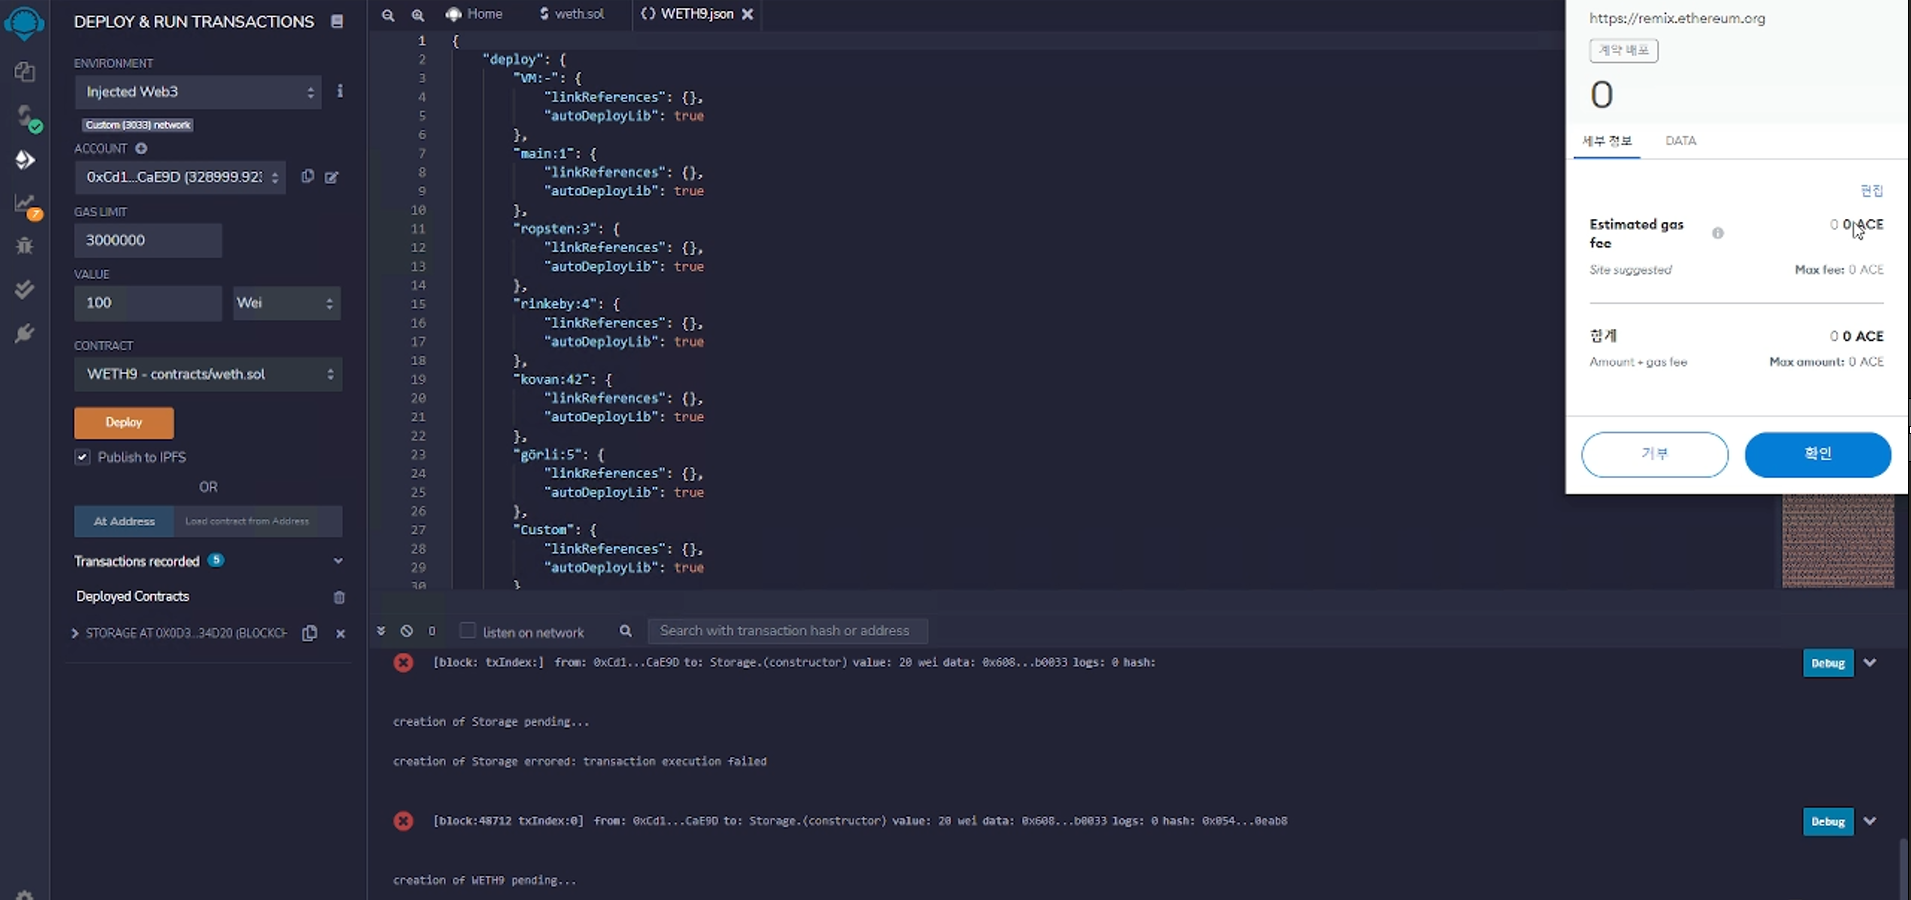 DEPLOY & RUN TRANSACTIONS
ENVIRONMENT
Injected Web3
Custom (3033) network
ACCOUNT
0xCd1...CaE9D (328999.923
GAS LIMIT
3000000
VALUE
100
Wei
CONTRACT
WETH9 - contracts/weth.sol
Deploy
Publish to IPFS
OR
At Address
Load contract from Address
Transactions recorded 5
Deployed Contracts
STORAGE AT 0X0D3...34D20 (BLOCKCH
7
Home
weth.sol
WETH9.json
1 {
2 "deploy": {
3 "VM:-": {
4 "linkReferences": {},
5 "autoDeployLib": true
6 },
7 "main:1": {
8 "linkReferences": {},
9 "autoDeployLib": true
10 },
11 "ropsten:3": {
12 "linkReferences": {},
13 "autoDeployLib": true
14 },
15 "rinkeby:4": {
16 "linkReferences": {},
17 "autoDeployLib": true
18 },
19 "kovan:42": {
20 "linkReferences": {},
21 "autoDeployLib": true
22 },
23 "görli:5": {
24 "linkReferences": {},
25 "autoDeployLib": true
26 },
27 "Custom": {
28 "linkReferences": {},
29 "autoDeployLib": true
30 }
0
listen on network
Search with transaction hash or address
[block: txIndex:] from: 0xCd1...CaE9D to: Storage.(constructor) value: 20 wei data: 0x608...b0033 logs: 0 hash:
Debug
creation of Storage pending...
creation of Storage errored: transaction execution failed
[block:48712 txIndex:0] from: 0xCd1...CaE9D to: Storage.(constructor) value: 20 wei data: 0x608...b0033 logs: 0 hash: 0x054...0eab8
Debug
creation of WETH9 pending...
https://remix.ethereum.org
계약 배포
0
세부 정보
DATA
편집
Estimated gas
fee
0 0 ACE
Site suggested
Max fee: 0 ACE
합계
0 0 ACE
Amount + gas fee
Max amount: 0 ACE
거부
확인